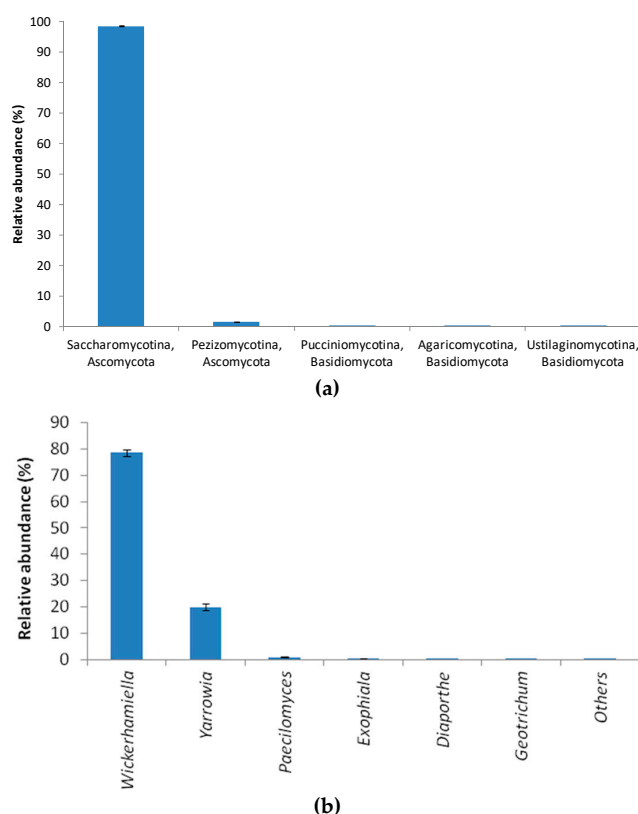 Relative abundance (%)
100
90
80
70
60
50
40
30
20
10
0
Saccharomycotina,
Ascomycota
Pezizomycotina,
Ascomycota
Pucciniomycotina,
Basidiomycota
Agaricomycotina,
Basidiomycota
Ustilaginomycotina,
Basidiomycota
(a)
Relative abundance (%)
90
80
70
60
50
40
30
20
10
0
Wickerhamiella
Yarrowia
Paecilomyces
Exophiala
Diaporthe
Geotrichum
Others
(b)